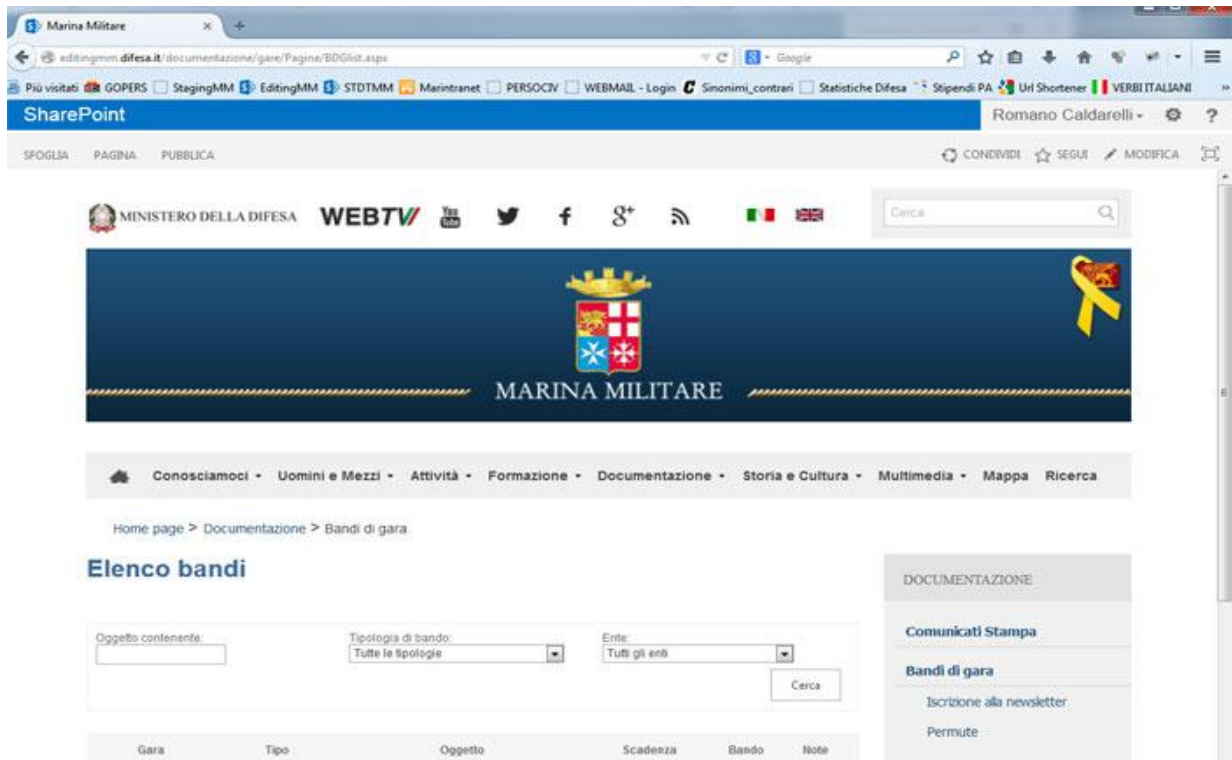 Marina Militare
editingmm.difesa.it/documentazione/gare/Pagine/BDGlist.aspx
Google
Più visitati GOPERS StagingMM EditingMM STDTMM Marintranet PERSOCIV WEBMAIL - Login Sinonimi_contrari Statistiche Difesa Stipendi PA Url Shortener VERBI ITALIANI
SharePoint Romano Caldarelli ?
SFOGLIA PAGINA PUBBLICA CONDIVIDI SEGUI MODIFICA
MINISTERO DELLA DIFESA WEBTV You Tube f g+ Cerca
MARINA MILITARE
Conosciamoci Uomini e Mezzi Attività Formazione Documentazione Storia e Cultura Multimedia Mappa Ricerca
Home page > Documentazione > Bandi di gara
Elenco bandi
DOCUMENTAZIONE
Oggetto contenente: Tipologia di bando: Ente:
Tutte le tipologie Tutti gli enti
Cerca
Comunicati Stampa
Bandi di gara
Iscrizione alla newsletter
Permute
Gara Tipo Oggetto Scadenza Bando Note